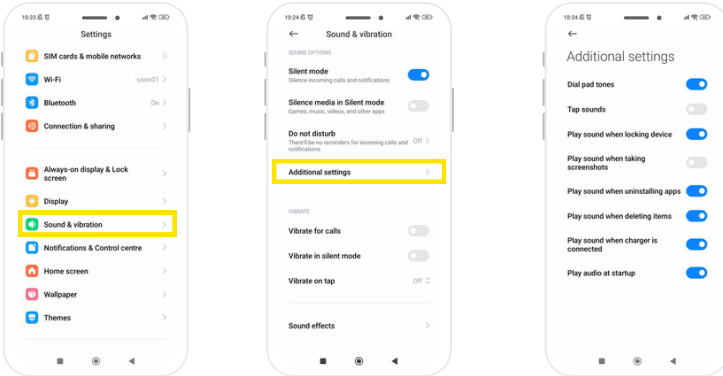 10:23
Settings
SIM cards & mobile networks
Wi-Fi soon01
Bluetooth On
Connection & sharing
Always-on display & Lock
screen
Display
Sound & vibration
Notifications & Control centre
Home screen
Wallpaper
Themes
10:24
Sound & vibration
SOUND OPTIONS
Silent mode
Silence incoming calls and notifications
Silence media in Silent mode
Games, music, videos, and other apps
Do not disturb
There'll be no reminders for incoming calls and Off
notifications
Additional settings
VIBRATE
Vibrate for calls
Vibrate in silent mode
Vibrate on tap Off
Sound effects
10:24
Additional settings
Dial pad tones
Tap sounds
Play sound when locking device
Play sound when taking
screenshots
Play sound when uninstalling apps
Play sound when deleting items
Play sound when charger is
connected
Play audio at startup